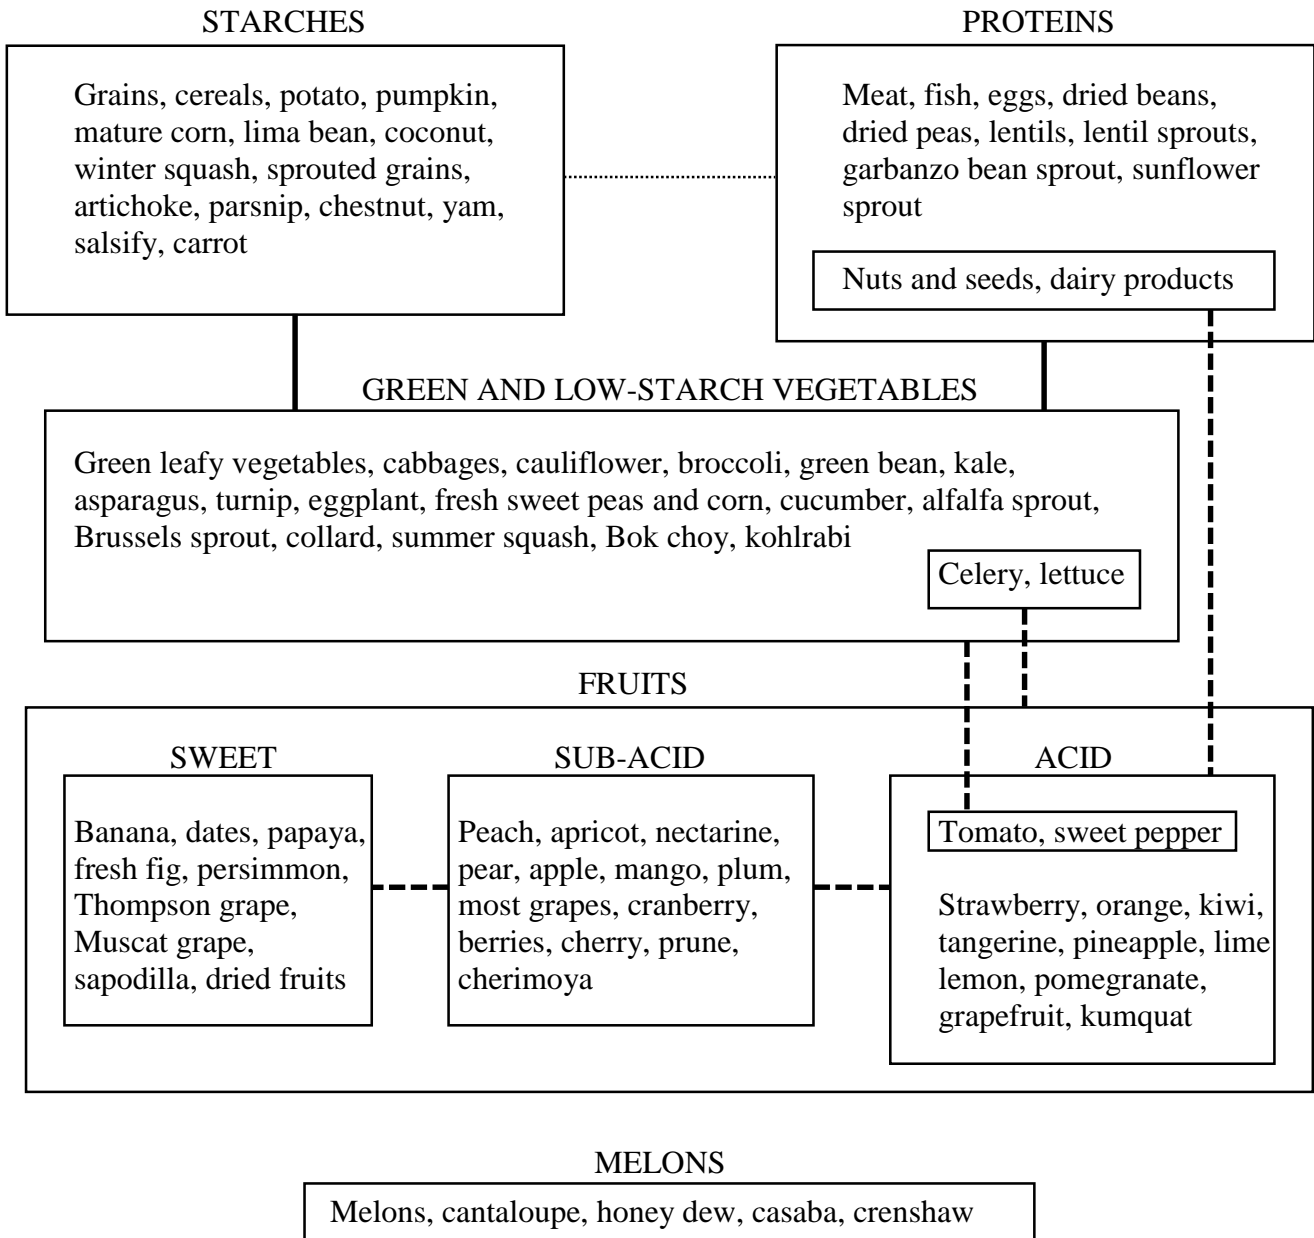 STARCHES
Grains, cereals, potato, pumpkin,
mature corn, lima bean, coconut,
winter squash, sprouted grains,
artichoke, parsnip, chestnut, yam,
salsify, carrot
PROTEINS
Meat, fish, eggs, dried beans,
dried peas, lentils, lentil sprouts,
garbanzo bean sprout, sunflower
sprout
Nuts and seeds, dairy products
GREEN AND LOW-STARCH VEGETABLES
Green leafy vegetables, cabbages, cauliflower, broccoli, green bean, kale,
asparagus, turnip, eggplant, fresh sweet peas and corn, cucumber, alfalfa sprout,
Brussels sprout, collard, summer squash, Bok choy, kohlrabi
Celery, lettuce
FRUITS
SWEET
Banana, dates, papaya,
fresh fig, persimmon,
Thompson grape,
Muscat grape,
sapodilla, dried fruits
SUB-ACID
Peach, apricot, nectarine,
pear, apple, mango, plum,
most grapes, cranberry,
berries, cherry, prune,
cherimoya
ACID
Tomato, sweet pepper
Strawberry, orange, kiwi,
tangerine, pineapple, lime
lemon, pomegranate,
grapefruit, kumquat
MELONS
Melons, cantaloupe, honey dew, casaba, crenshaw